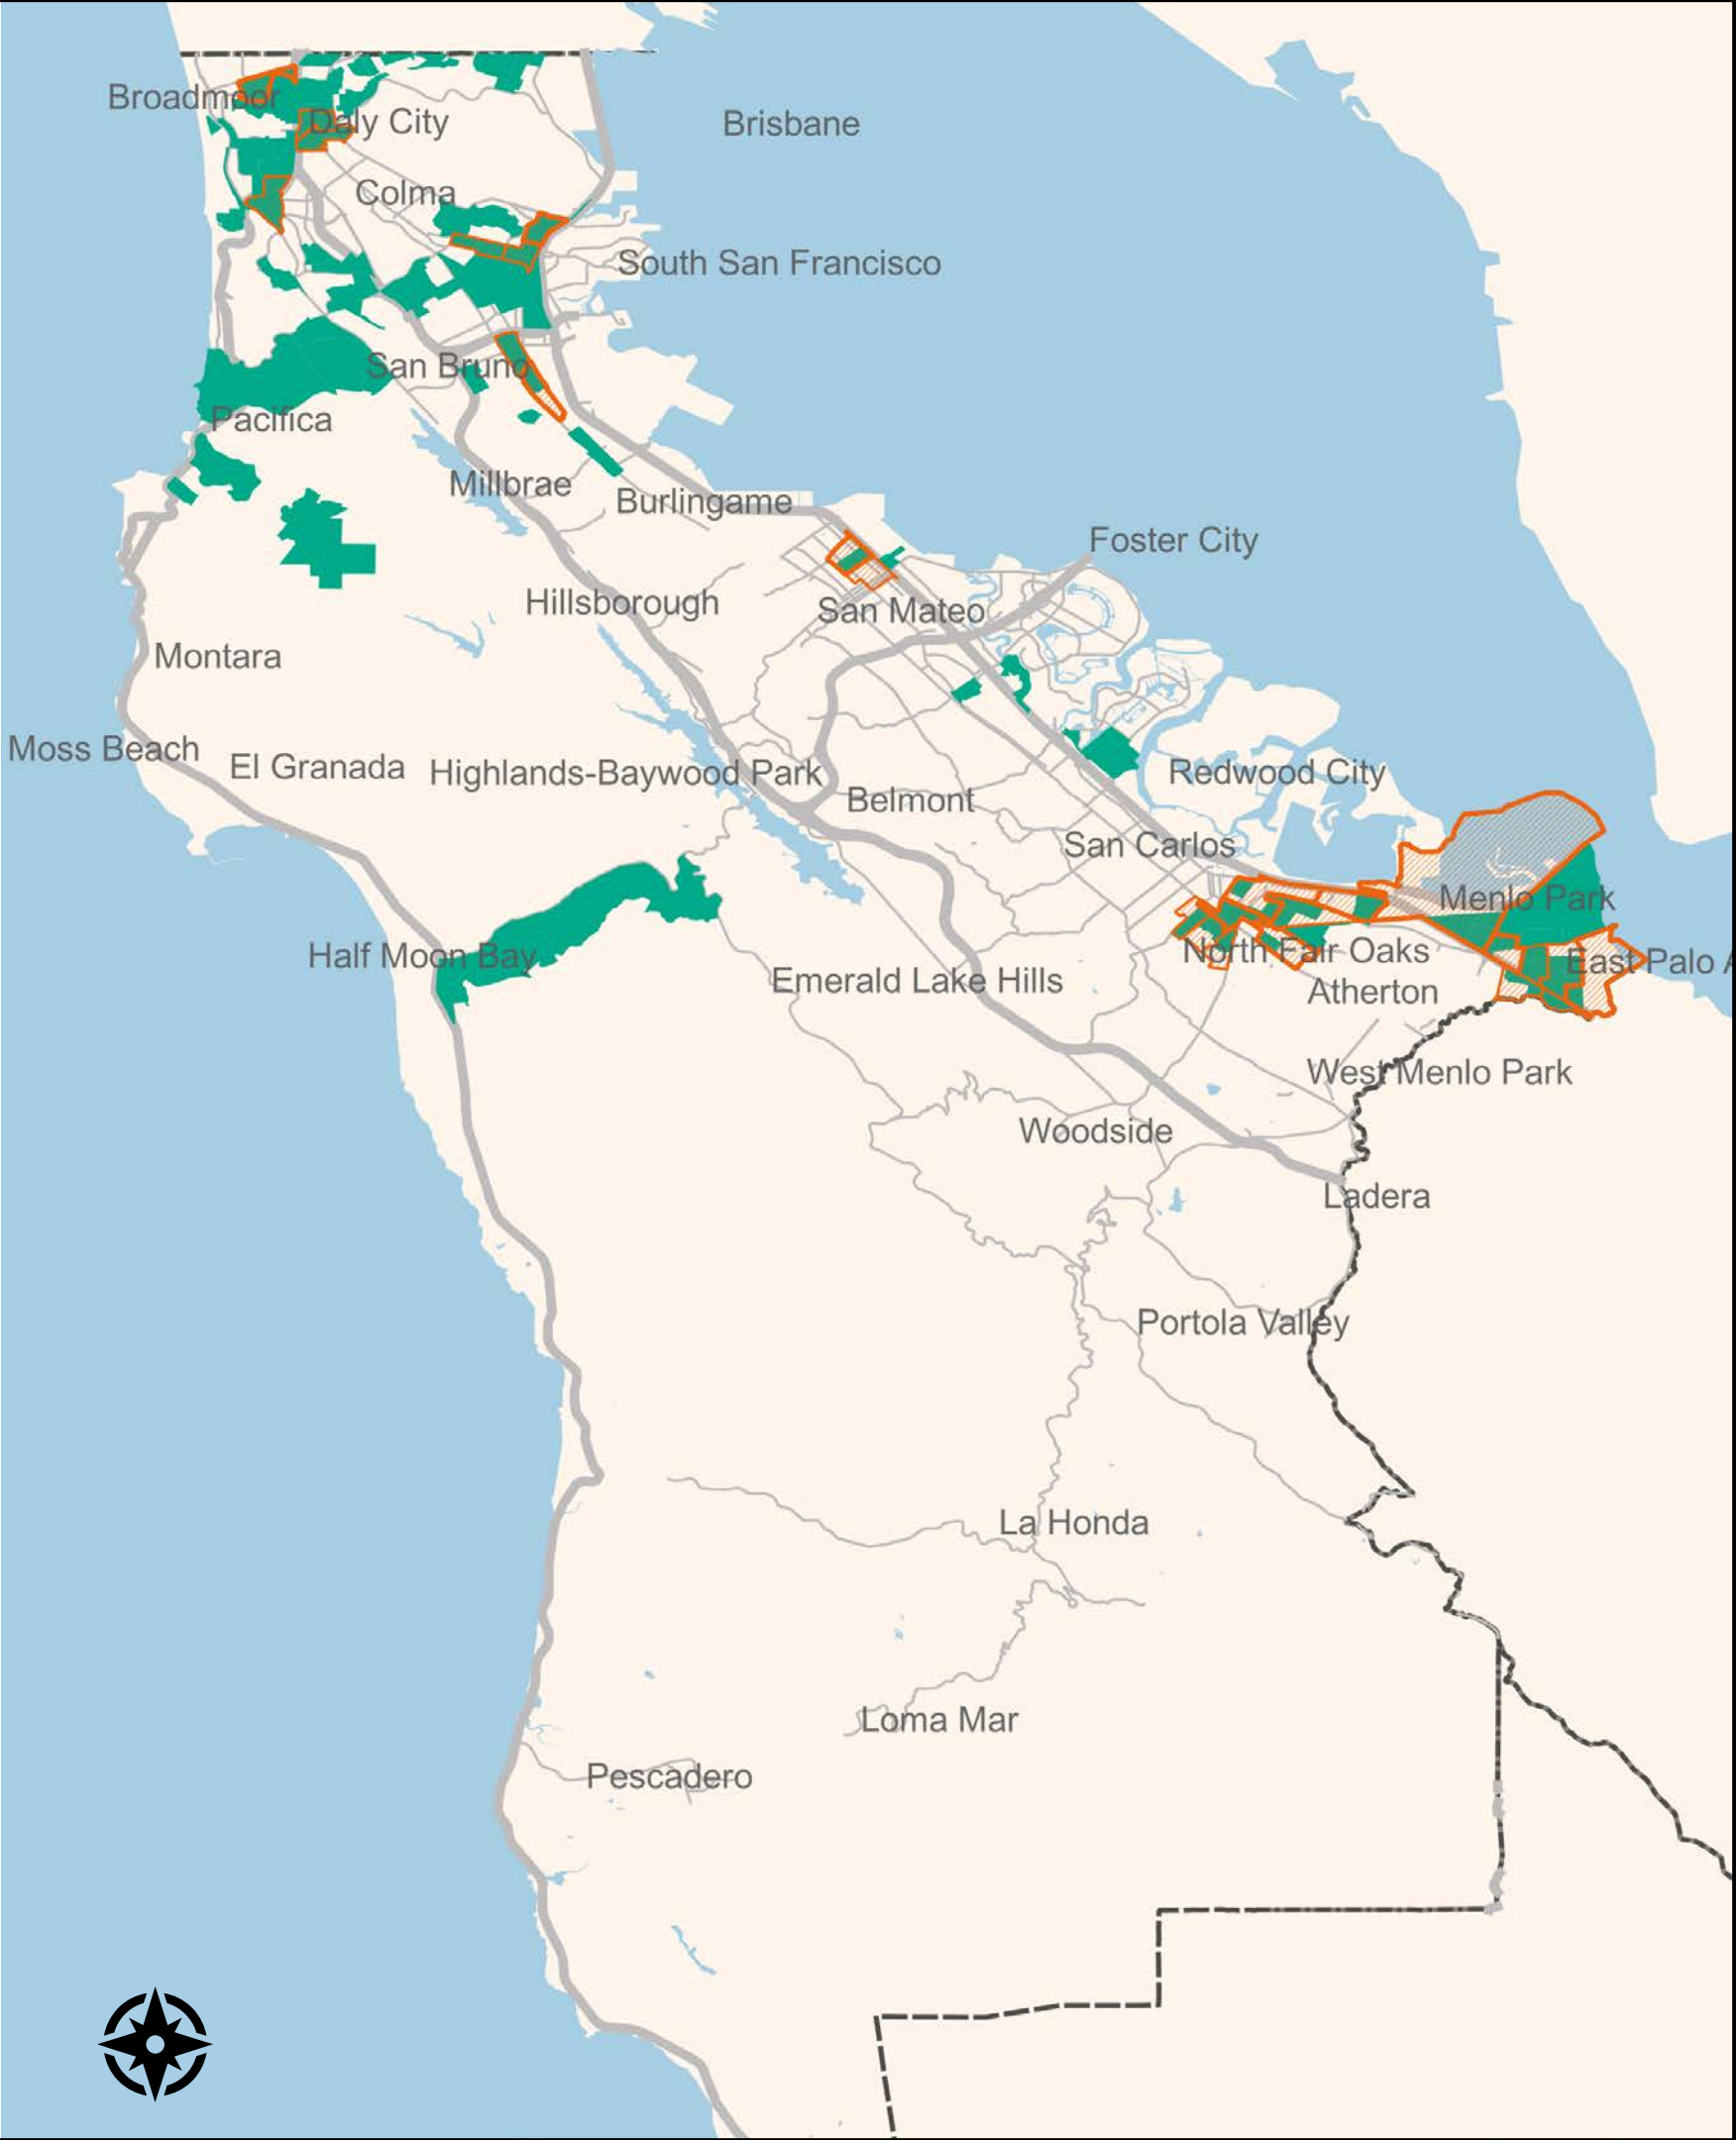 Broadmoor
Daly City
Brisbane
Colma
South San Francisco
San Bruno
Pacifica
Millbrae
Burlingame
Foster City
Hillsborough
San Mateo
Montara
Moss Beach
El Granada
Highlands-Baywood Park
Redwood City
Belmont
San Carlos
Menlo Park
North Fair Oaks
Half Moon Bay
East Palo A
Emerald Lake Hills
Atherton
West Menlo Park
Woodside
Ladera
Portola Valley
La Honda
Loma Mar
Pescadero